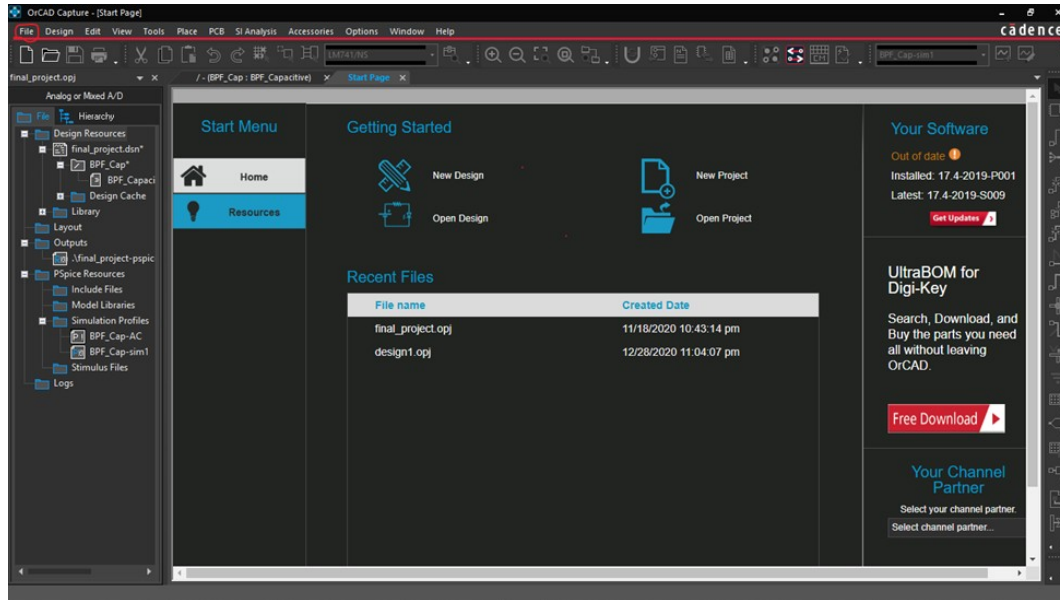 OrCAD Capture - [Start Page]
File Design Edit View Tools Place PCB SI Analysis Accessories Options Window Help
cādence
LM741/NS
BPF_Cap-sim1
final_project.opj
/ - (BPF_Cap : BPF_Capacitive)
Start Page
Analog or Mixed A/D
File Hierarchy
Design Resources
final_project.dsn*
BPF_Cap*
BPF_Capaci
Design Cache
Library
Layout
Outputs
.\final_project-pspic
PSpice Resources
Include Files
Model Libraries
Simulation Profiles
BPF_Cap-AC
BPF_Cap-sim1
Stimulus Files
Logs
Start Menu
Home
Resources
Getting Started
New Design
New Project
Open Design
Open Project
Recent Files
File name Created Date
final_project.opj 11/18/2020 10:43:14 pm
design1.opj 12/28/2020 11:04:07 pm
Your Software
Out of date
Installed: 17.4-2019-P001
Latest: 17.4-2019-S009
Get Updates
UltraBOM for
Digi-Key
Search, Download, and
Buy the parts you need
all without leaving
OrCAD.
Free Download
Your Channel
Partner
Select your channel partner.
Select channel partner...